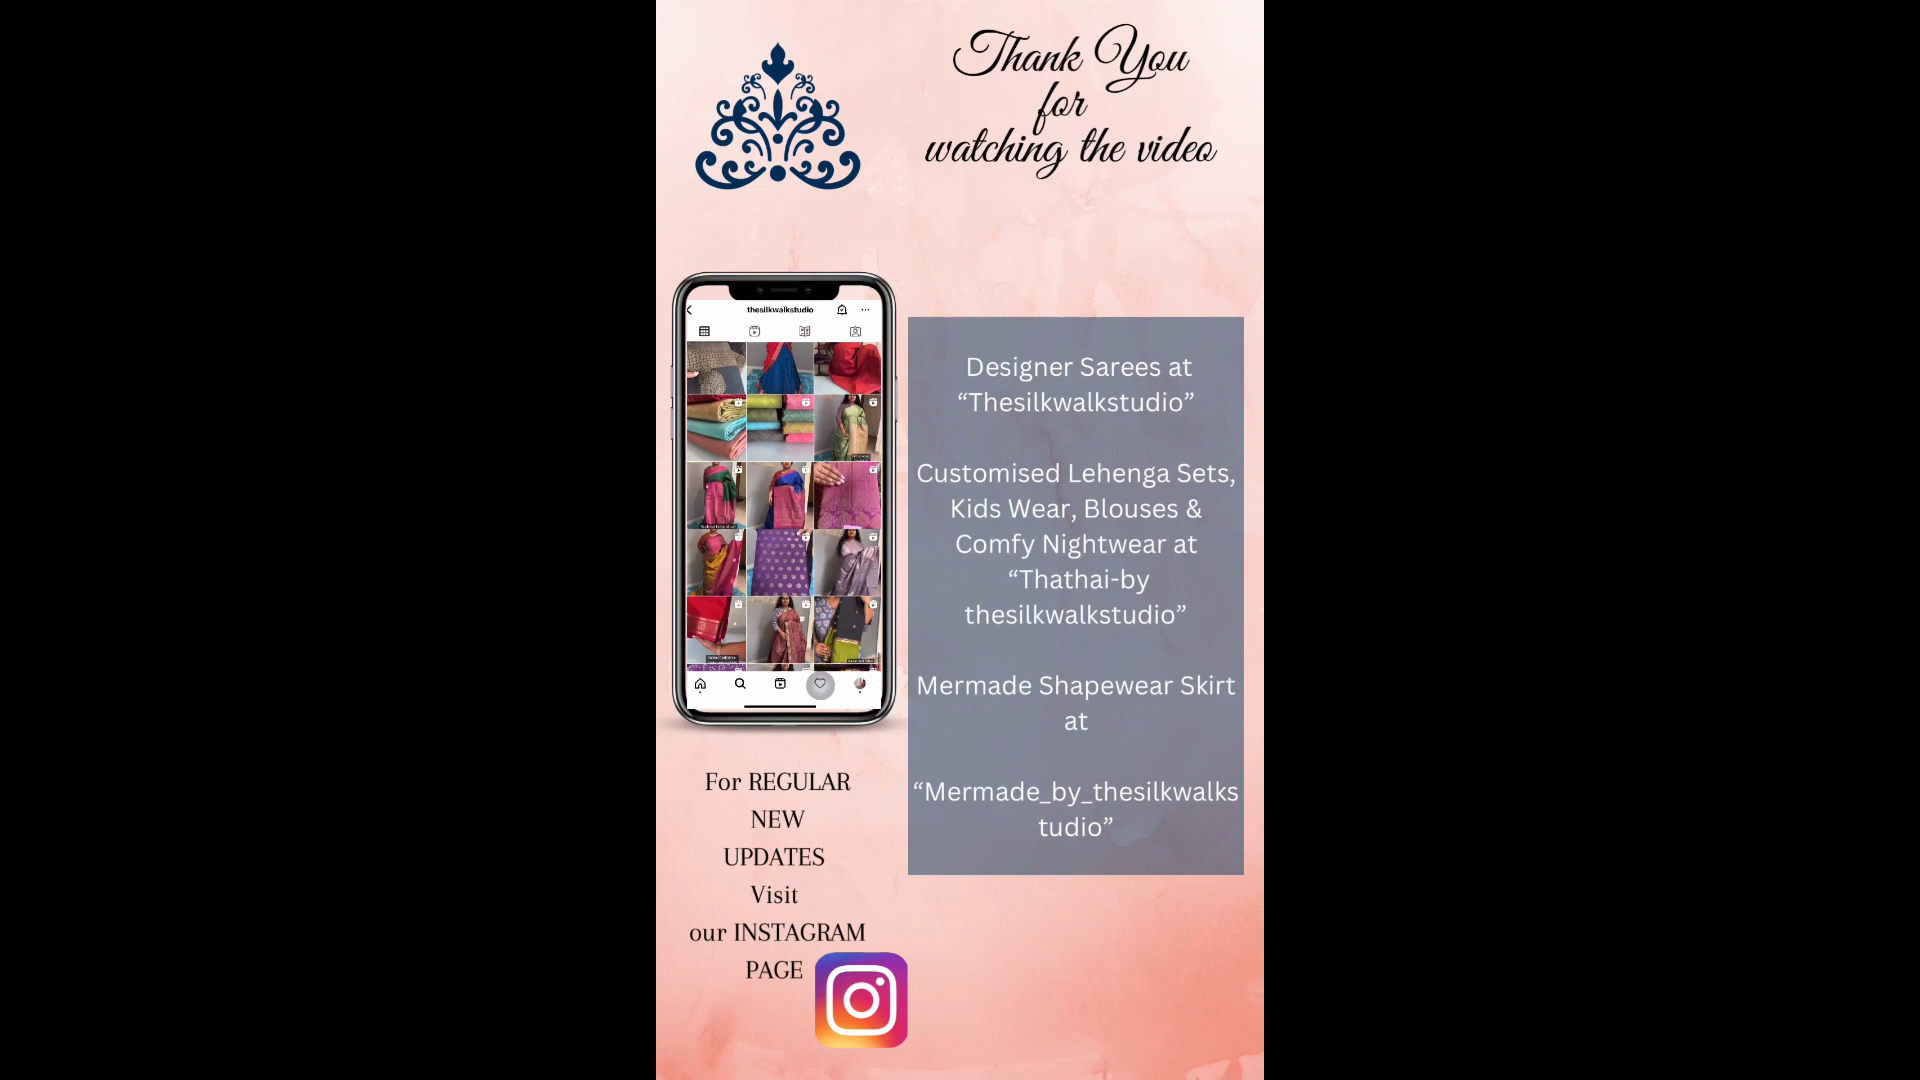 Thank You
for
watching the video
thesilkwalkstudio
Designer Sarees at
“Thesilkwalkstudio”
Customised Lehenga Sets,
Kids Wear, Blouses &
Comfy Nightwear at
“Thathai-by
thesilkwalkstudio”
Mermade Shapewear Skirt
at
“Mermade_by_thesilkwalks
tudio”
For REGULAR
NEW
UPDATES
Visit
our INSTAGRAM
PAGE